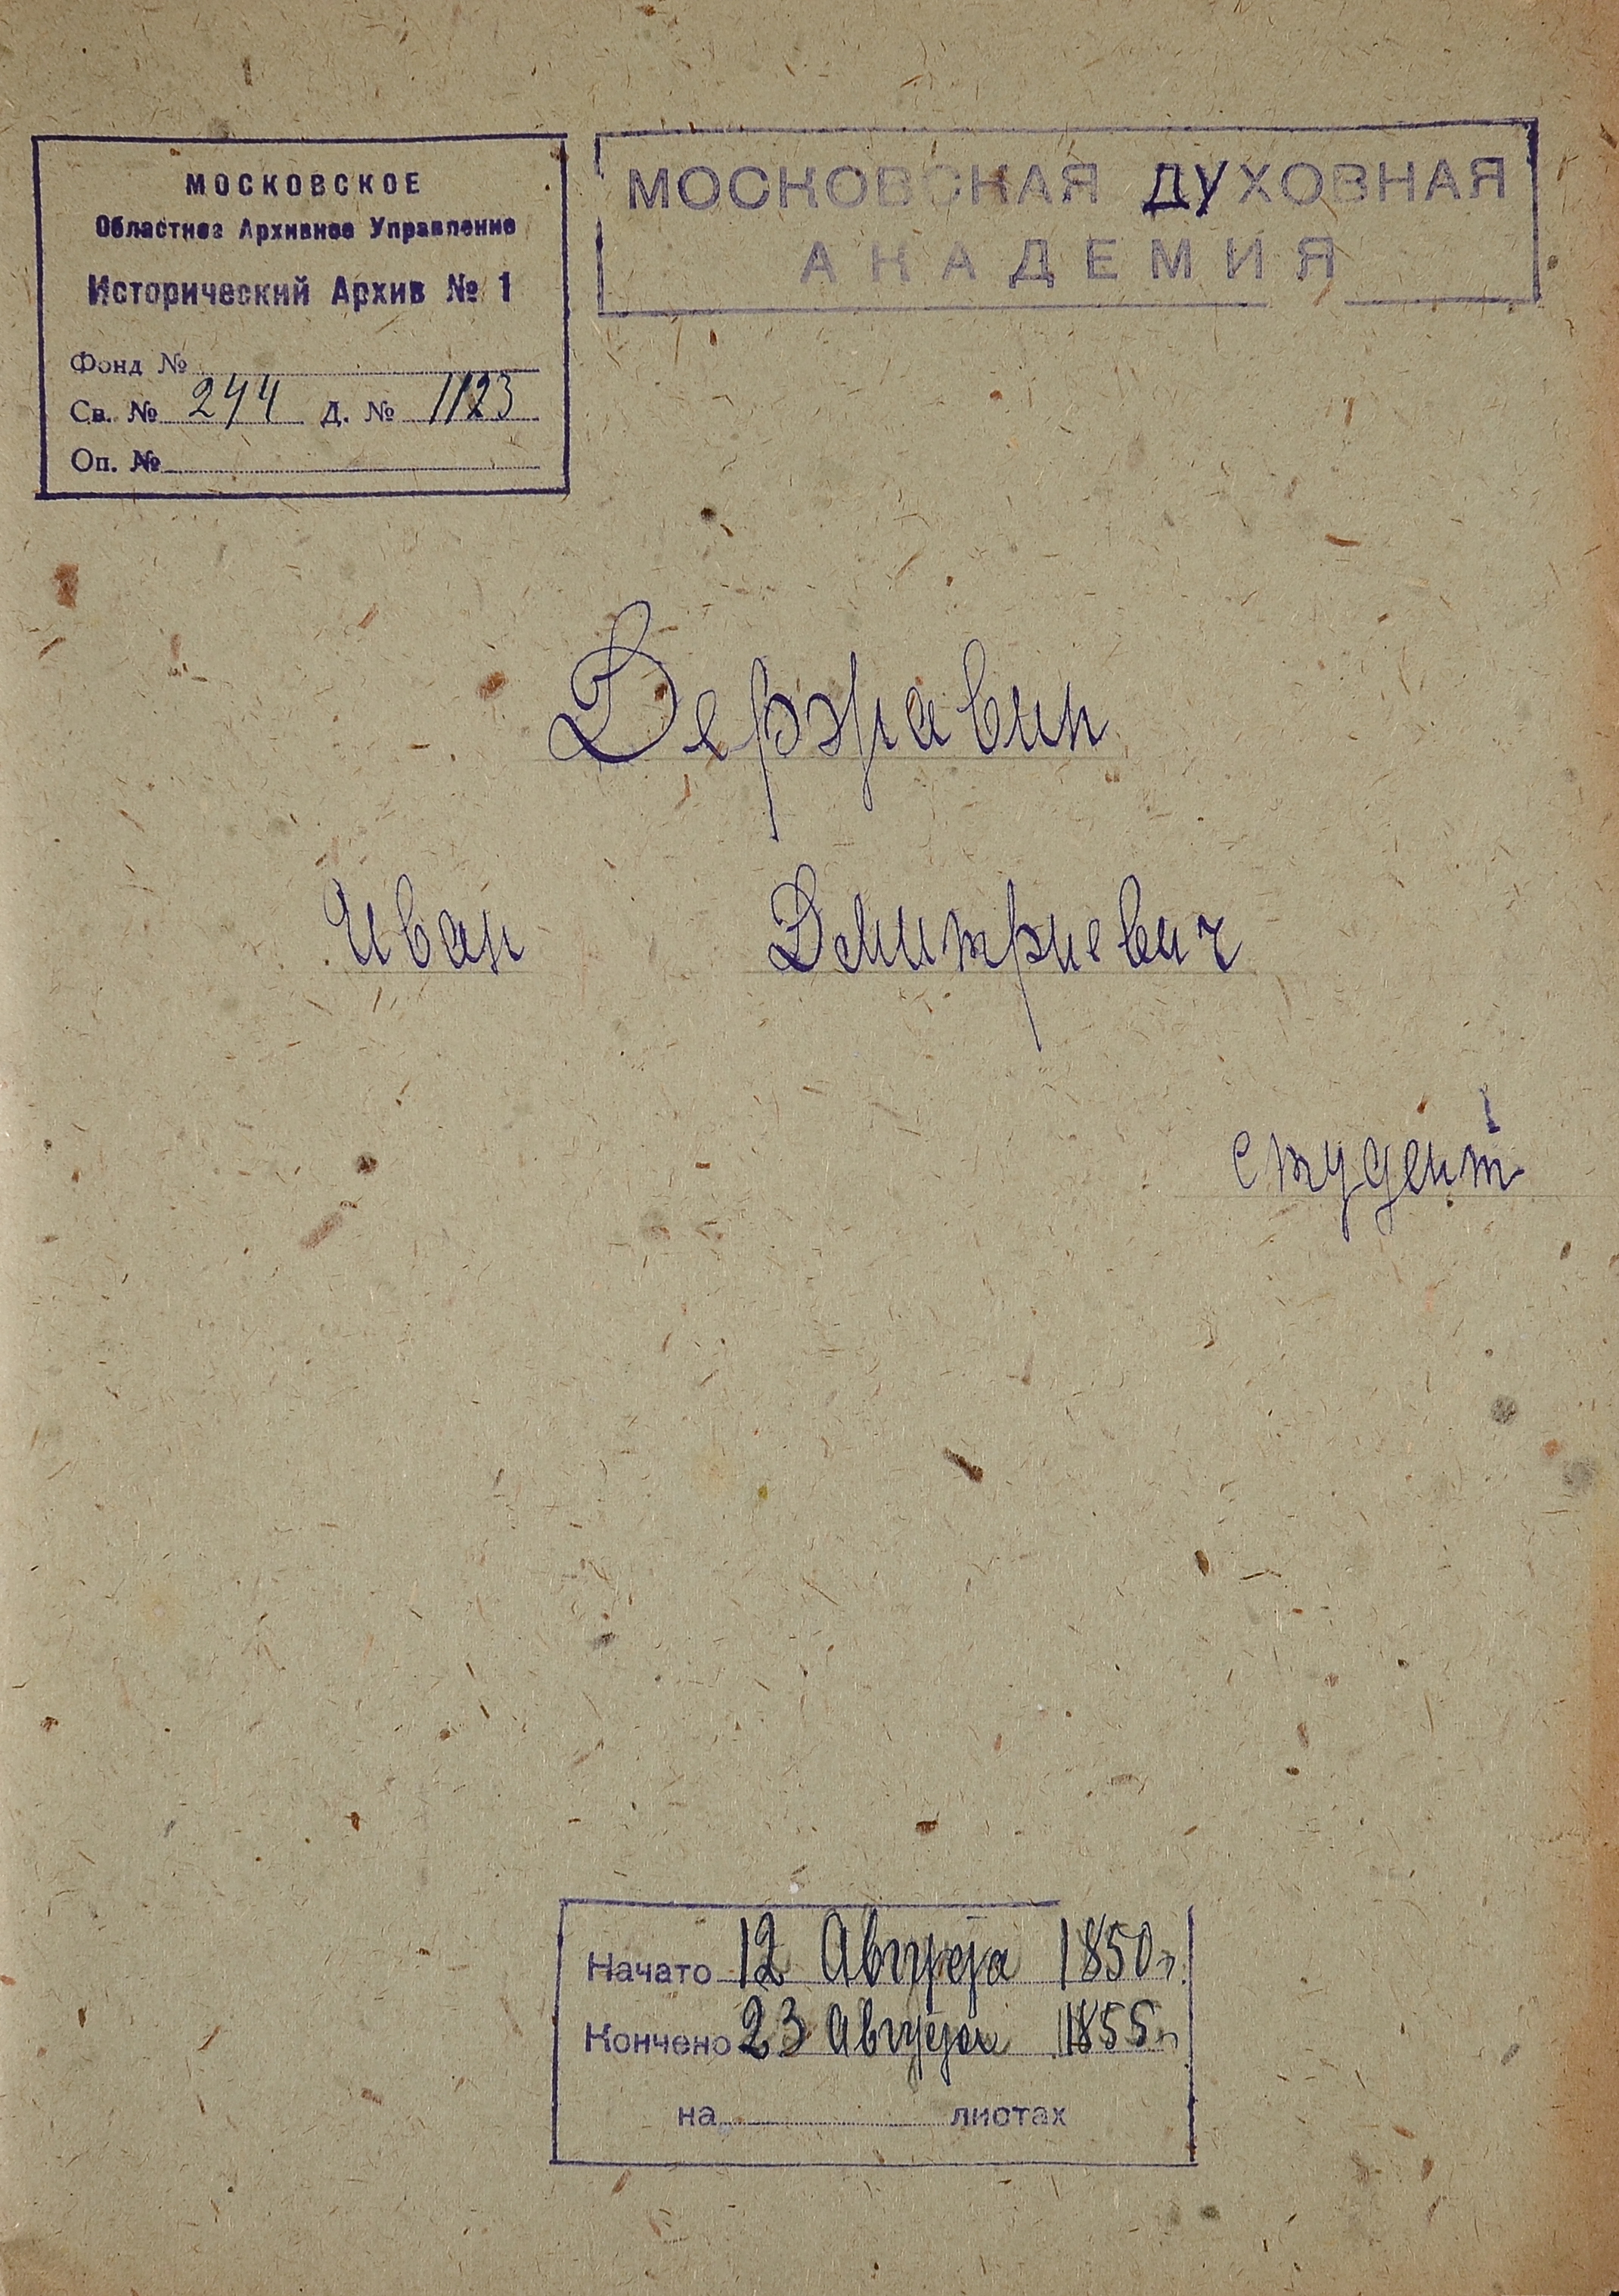 МОСКОВСКОЕ
Областное Архивное Управление
Исторический Архив № 1
Фонд №
Св. № 244 Д. № 1123
Оп. №
МОСКОВСКАЯ ДУХОВНАЯ
АКАДЕМИЯ
Державин
Иван Дмитриевич
студент
Начато 12 Августа 1850 г.
Кончено 23 Августа 1855 г.
на листах